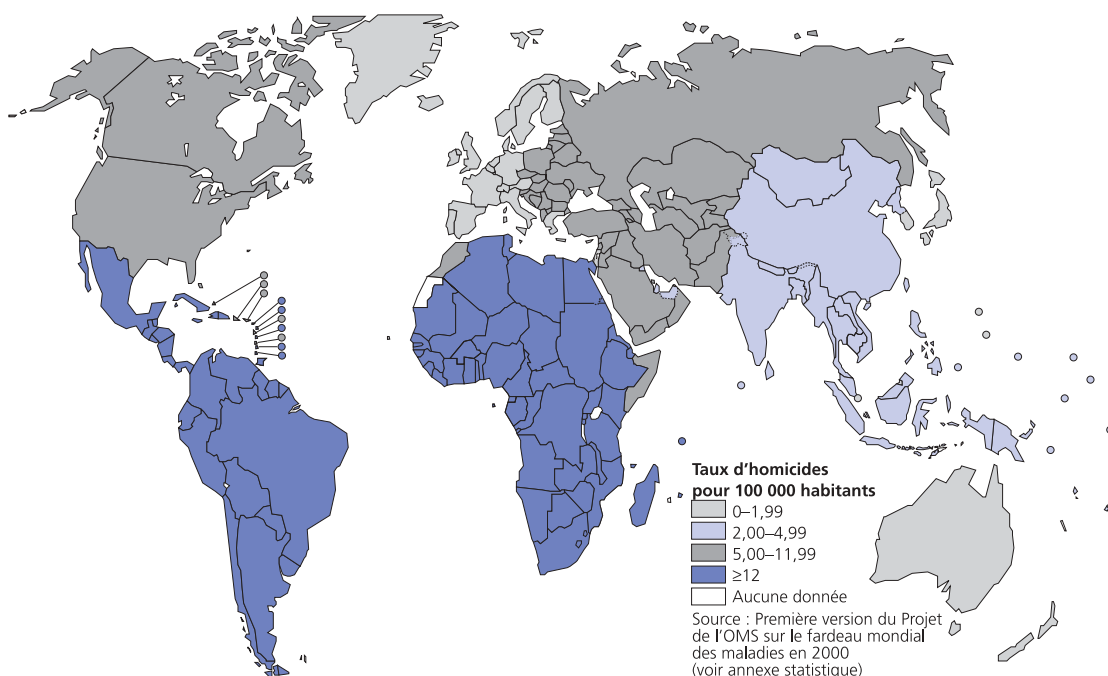 Taux d'homicides
pour 100 000 habitants
0–1,99
2,00–4,99
5,00–11,99
≥12
Aucune donnée
Source : Première version du Projet
de l'OMS sur le fardeau mondial
des maladies en 2000
(voir annexe statistique)